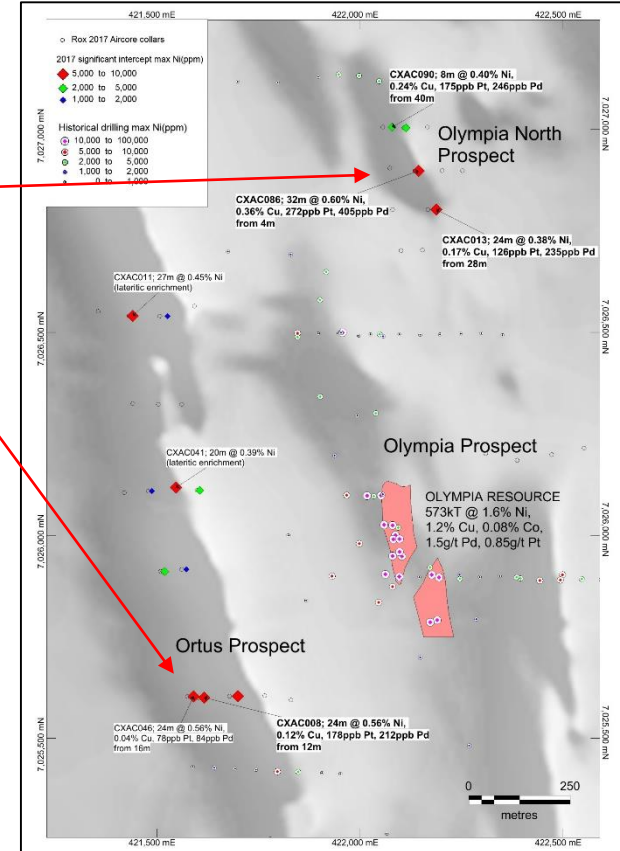 421,500 mE
422,000 mE
422,500 mE
Rox 2017 Aircore collars
2017 significant intercept max Ni(ppm)
5,000 to 10,000
2,000 to 5,000
1,000 to 2,000
Historical drilling max Ni(ppm)
10,000 to 100,000
5,000 to 10,000
2,000 to 5,000
1,000 to 2,000
0 to 1,000
7,027,000 mN
7,027,000 mN
CXAC090; 8m @ 0.40% Ni,
0.24% Cu, 175ppb Pt, 246ppb Pd
from 40m
Olympia North
Prospect
CXAC086; 32m @ 0.60% Ni,
0.36% Cu, 272ppb Pt, 405ppb Pd
from 4m
CXAC013; 24m @ 0.38% Ni,
0.17% Cu, 126ppb Pt, 235ppb Pd
from 28m
CXAC011; 27m @ 0.45% Ni
(lateritic enrichment)
7,026,500 mN
7,026,500 mN
CXAC041; 20m @ 0.39% Ni
(lateritic enrichment)
Olympia Prospect
OLYMPIA RESOURCE
573kT @ 1.6% Ni,
1.2% Cu, 0.08% Co,
1.5g/t Pd, 0.85g/t Pt
7,026,000 mN
7,026,000 mN
Ortus Prospect
CXAC046; 24m @ 0.56% Ni,
0.04% Cu, 78ppb Pt, 84ppb Pd
from 16m
CXAC008; 24m @ 0.56% Ni,
0.12% Cu, 178ppb Pt, 212ppb Pd
from 12m
7,025,500 mN
7,025,500 mN
0 250
metres
421,500 mE
422,000 mE
422,500 mE